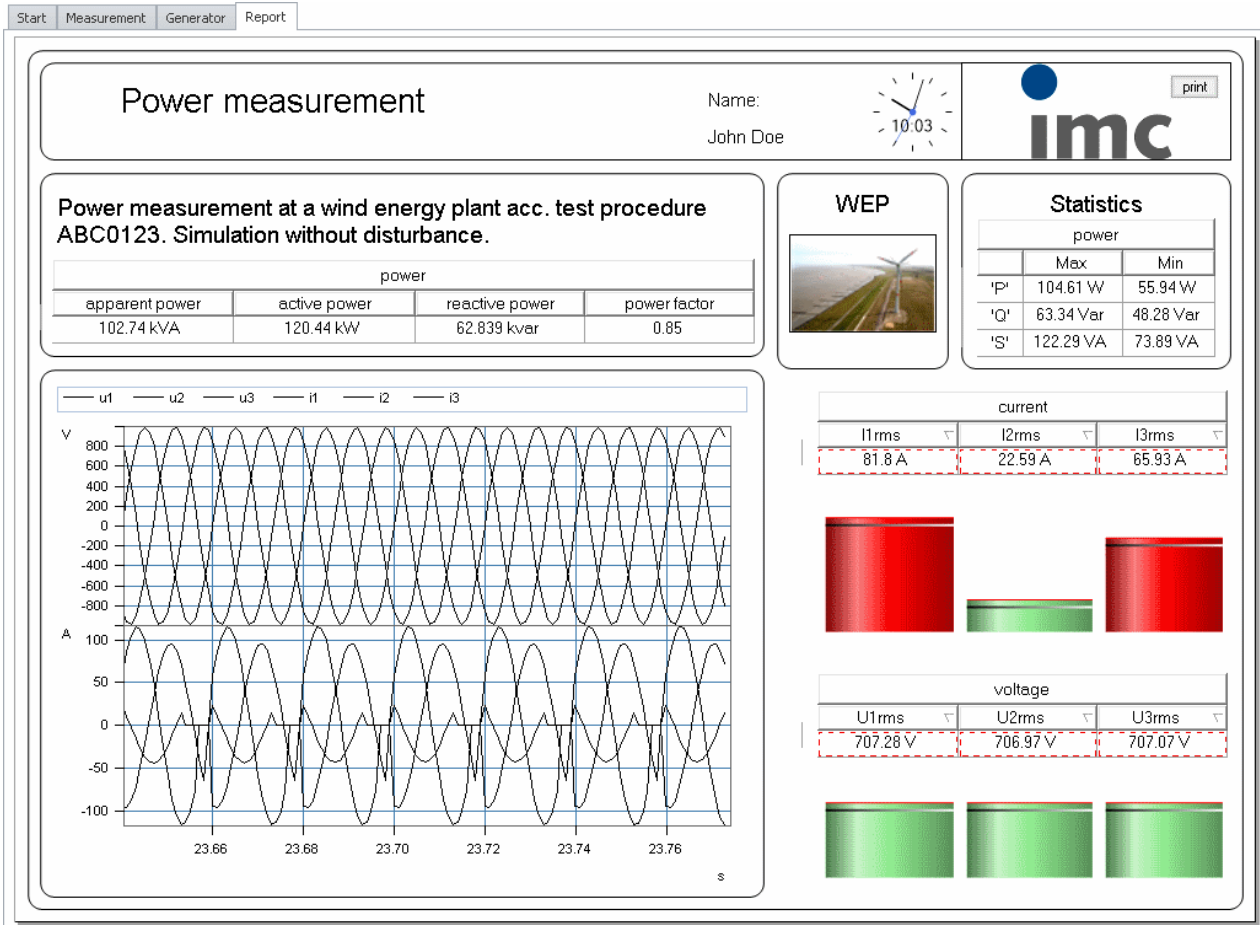 Start Measurement Generator Report
Power measurement
Name:
John Doe
10:03
imc
print
Power measurement at a wind energy plant acc. test procedure
ABC0123. Simulation without disturbance.
power
apparent power active power reactive power power factor
102.74 kVA 120.44 kW 62.839 kvar 0.85
WEP
Statistics
power
Max Min
'P' 104.61 W 55.94 W
'Q' 63.34 Var 48.28 Var
'S' 122.29 VA 73.89 VA
u1 u2 u3 i1 i2 i3
V
800
600
400
200
0
-200
-400
-600
-800
A
100
50
0
-50
-100
23.66 23.68 23.70 23.72 23.74 23.76
s
current
I1rms I2rms I3rms
81.8 A 22.59 A 65.93 A
voltage
U1rms U2rms U3rms
707.28 V 706.97 V 707.07 V